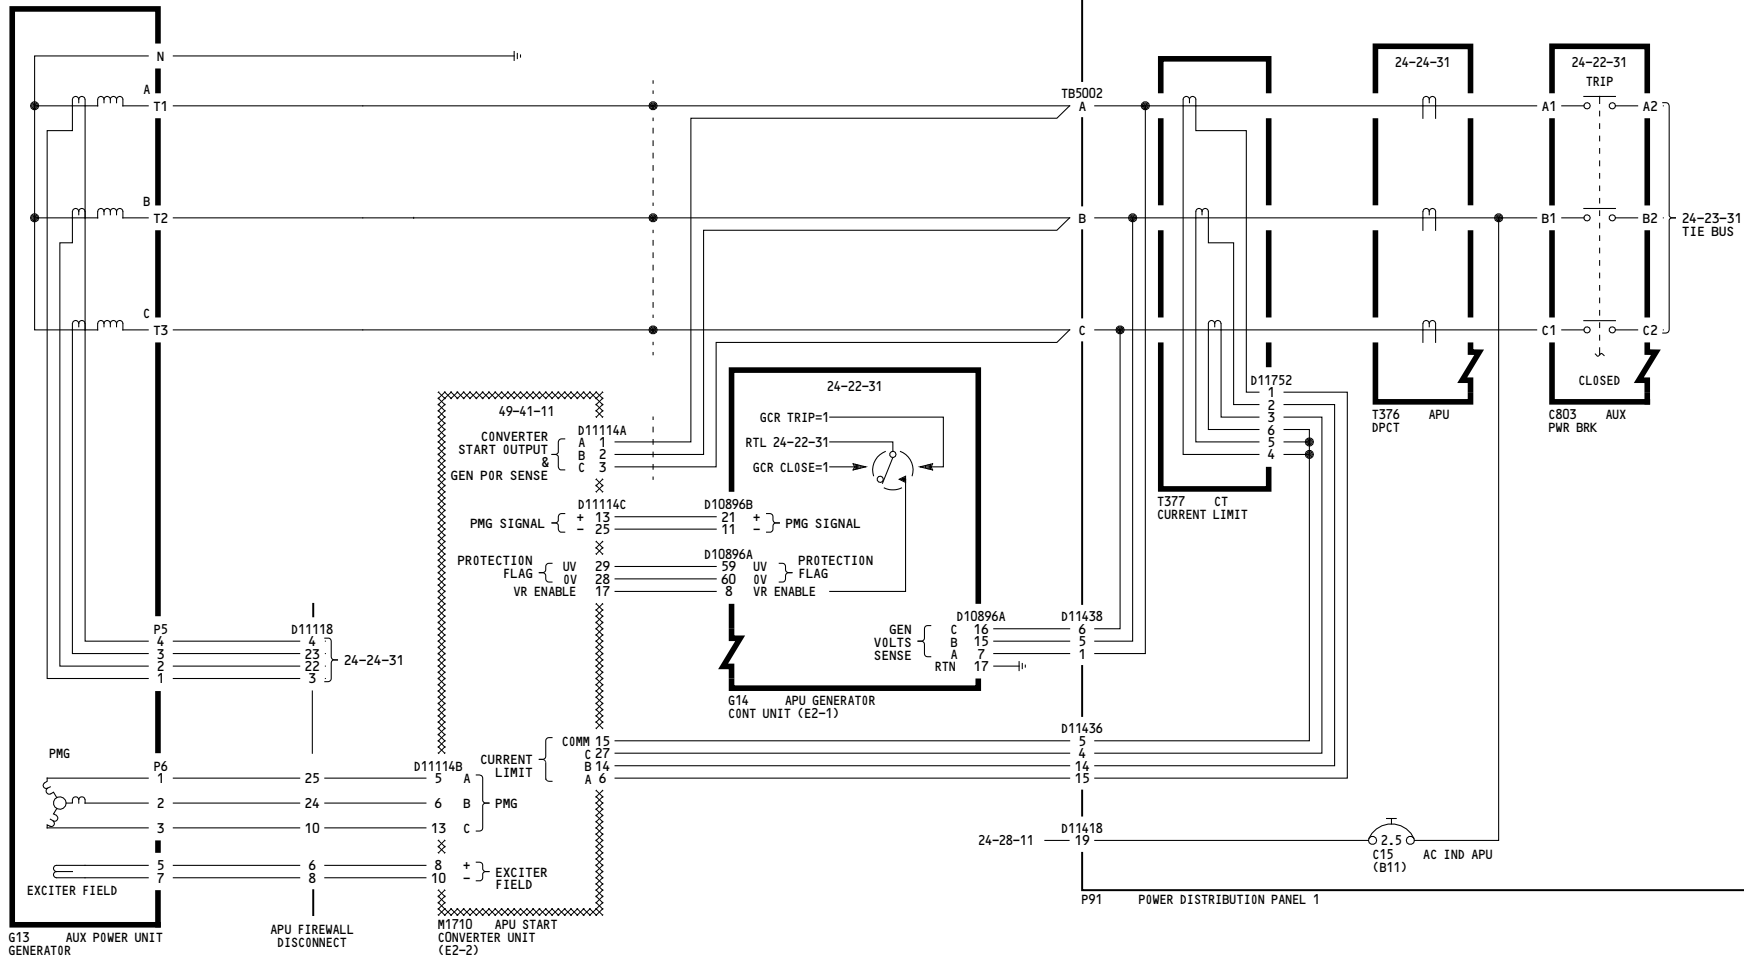 N
A
T1
B
T2
C
T3
TB5002
A
B
C
24-24-31
24-22-31
TRIP
A1
A2
B1
B2
C1
C2
24-23-31
TIE BUS
CLOSED
T376 APU
DPCT
C803 AUX
PWR BRK
D11752
1
2
3
6
5
4
T377 CT
CURRENT LIMIT
24-22-31
GCR TRIP=1
RTL 24-22-31
GCR CLOSE=1
49-41-11
D11114A
CONVERTER
START OUTPUT
&
GEN POR SENSE
A 1
B 2
C 3
D11114C
D10896B
PMG SIGNAL
+ 13
- 25
21 +
11 -
PMG SIGNAL
D10896A
PROTECTION
FLAG
UV 29
0V 28
VR ENABLE 17
59 UV
60 0V
8 VR ENABLE
PROTECTION
FLAG
D10896A
GEN
VOLTS
SENSE
C 16
B 15
A 7
RTN 17
D11438
6
5
1
G14 APU GENERATOR
CONT UNIT (E2-1)
P5
4
3
2
1
D11118
4
23
22
3
24-24-31
D11436
5
4
14
15
CURRENT
LIMIT
COMM 15
C 27
B 14
A 6
PMG
P6
1
2
3
5
7
25
24
10
6
8
D11114B
5 A
6 B
13 C
PMG
8 +
10 -
EXCITER
FIELD
EXCITER FIELD
24-28-11
D11418
19
2.5
C15
(B11)
AC IND APU
P91 POWER DISTRIBUTION PANEL 1
G13 AUX POWER UNIT
GENERATOR
APU FIREWALL
DISCONNECT
M1710 APU START
CONVERTER UNIT
(E2-2)